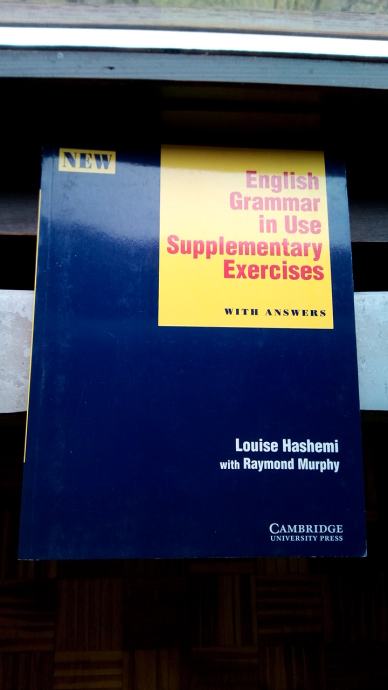 NEW
English
Grammar
in Use
Supplementary
Exercises
WITH ANSWERS
Louise Hashemi
with Raymond Murphy
CAMBRIDGE
UNIVERSITY PRESS